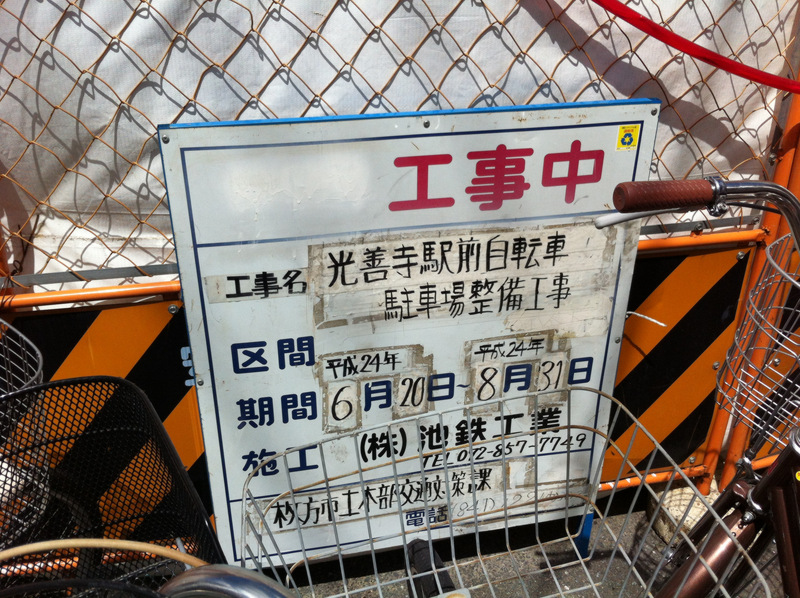 工事中
工事名 光善寺駅前自転車
駐車場整備工事
区間
平成24年 平成24年
期間 6月20日~8月31日
施工 (株)池鉄工業
TEL 072-857-7749
枚方市土木部交通対策課
電話